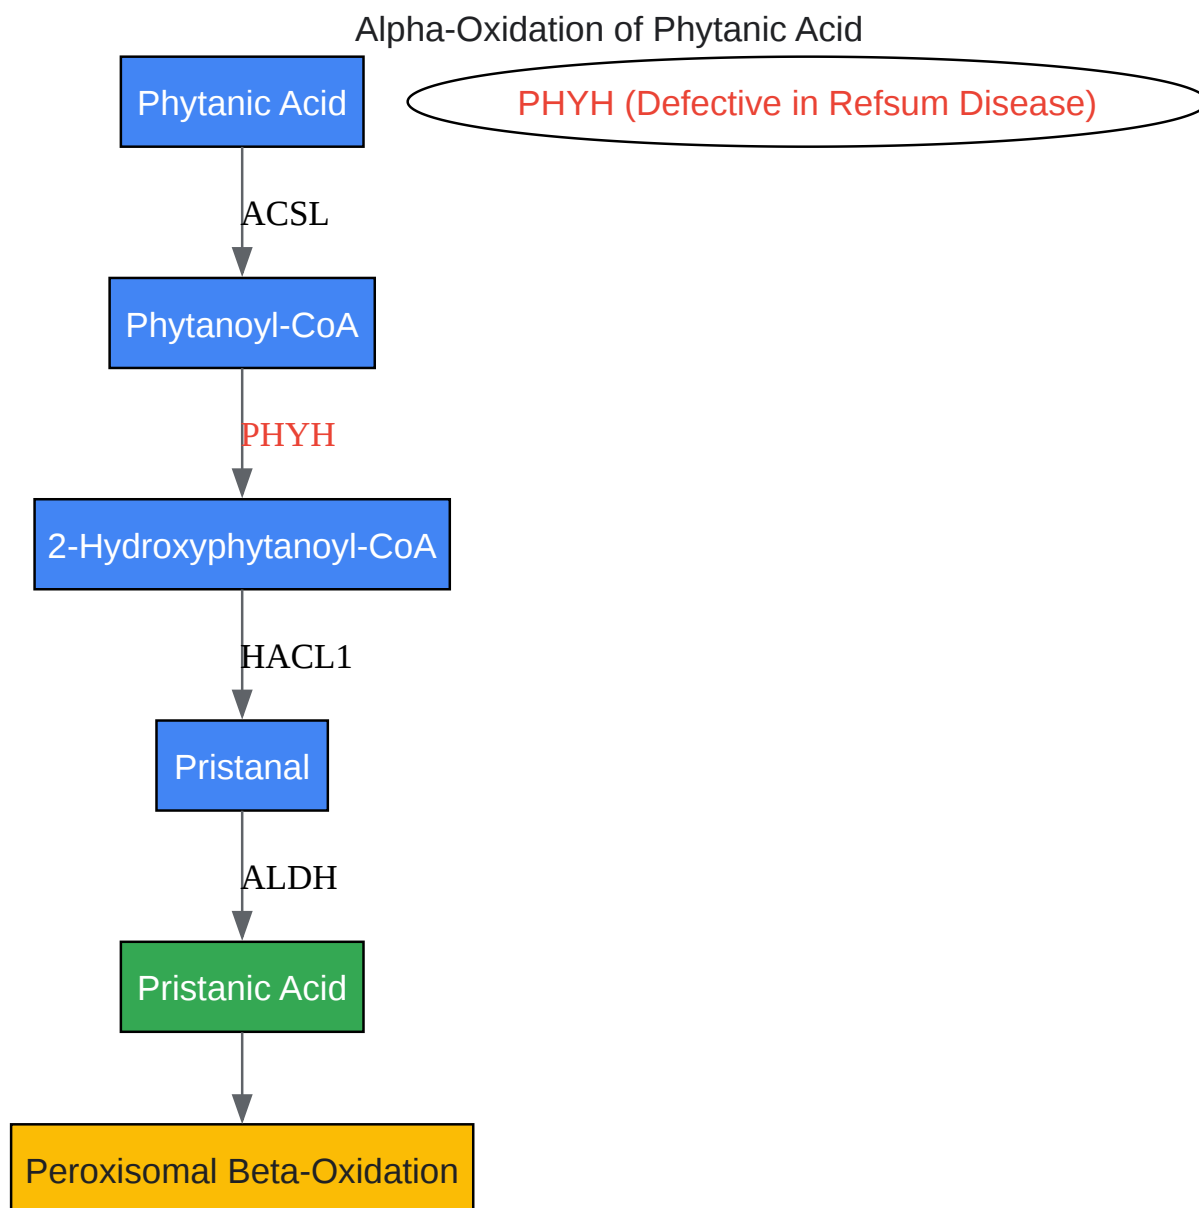 Alpha-Oxidation of Phytanic Acid
Phytanic Acid
PHYH (Defective in Refsum Disease)
ACSL
Phytanoyl-CoA
PHYH
2-Hydroxyphytanoyl-CoA
HACL1
Pristanal
ALDH
Pristanic Acid
Peroxisomal Beta-Oxidation